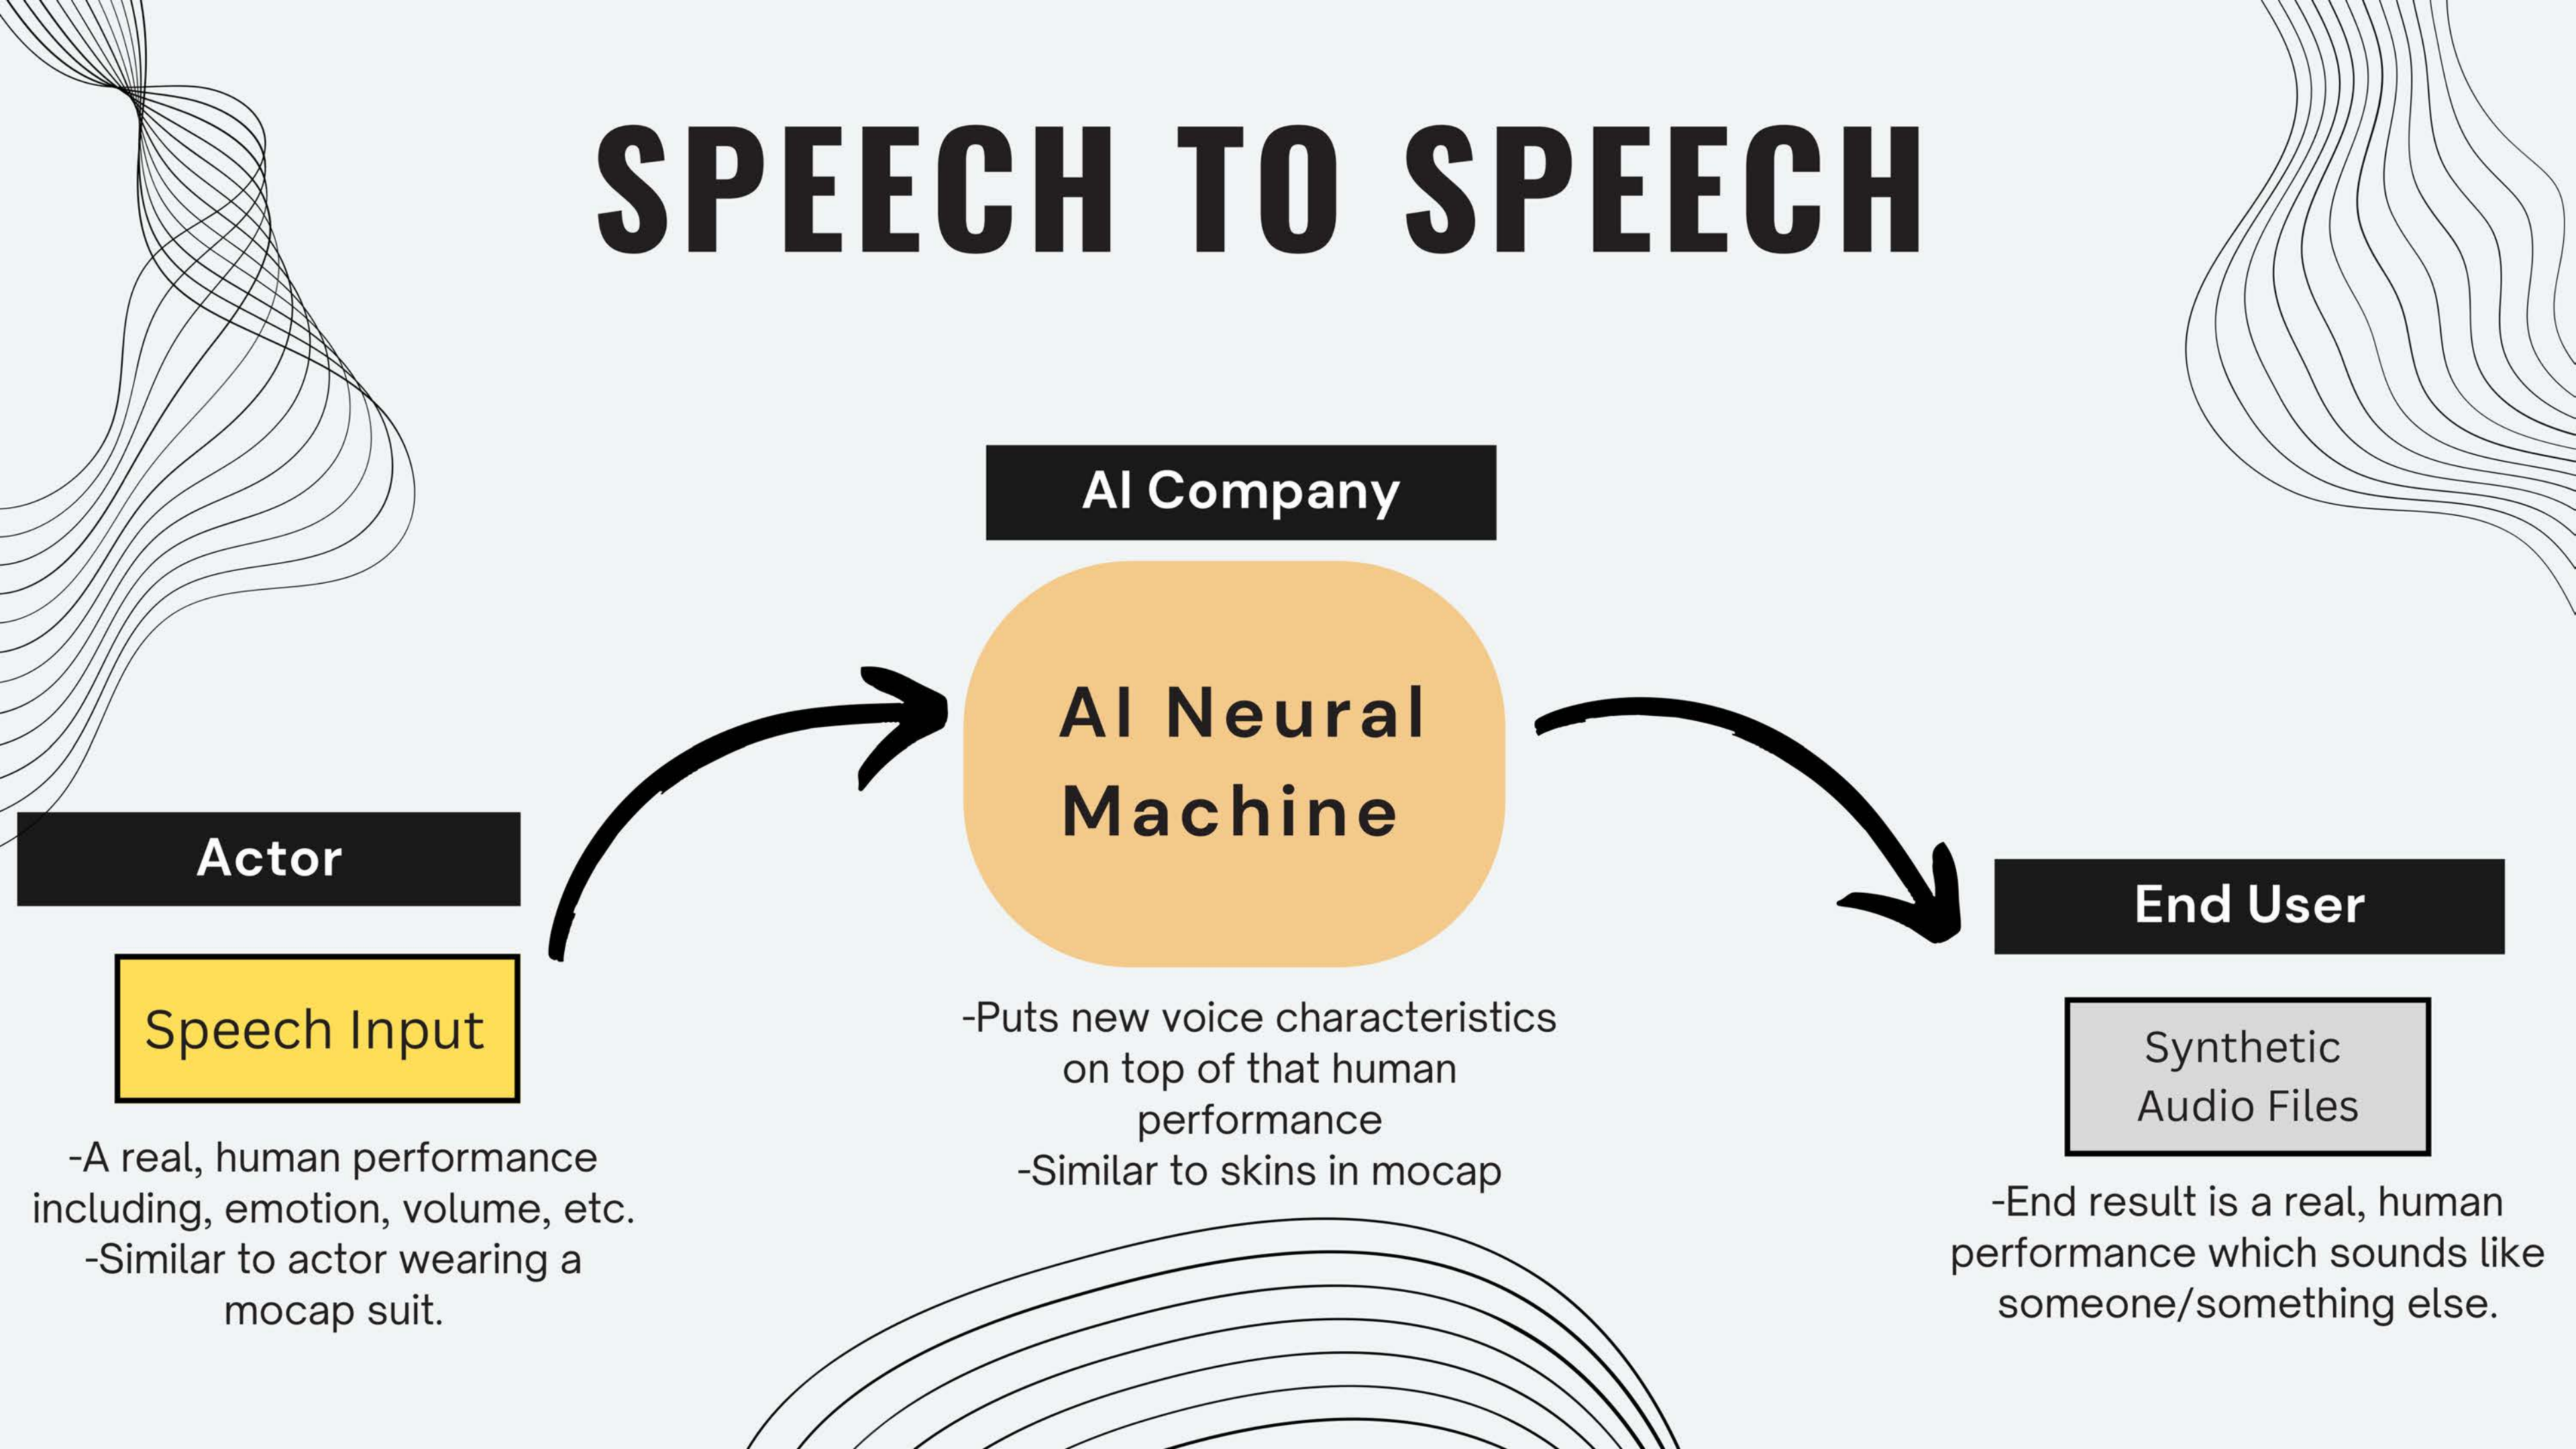 SPEECH TO SPEECH
AI Company
AI Neural
Machine
-Puts new voice characteristics
on top of that human
performance
-Similar to skins in mocap
Actor
Speech Input
-A real, human performance
including, emotion, volume, etc.
-Similar to actor wearing a
mocap suit.
End User
Synthetic
Audio Files
-End result is a real, human
performance which sounds like
someone/something else.